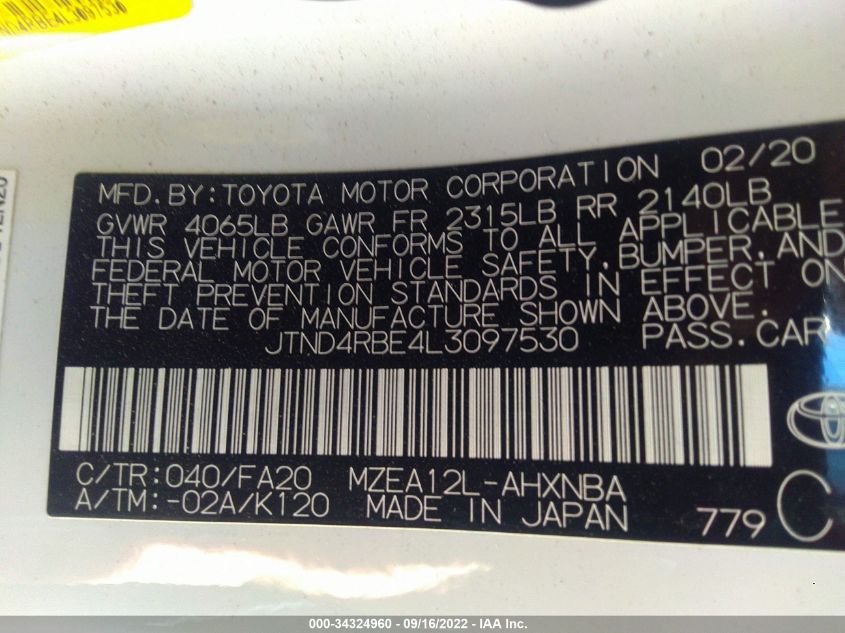 02/20
MFD.BY:TOYOTA MOTOR CORPORATION
GVWR 4065LB GAWR FR 2315LB RR 2140LB
THIS VEHICLE CONFORMS TO ALL APPLICABLE
FEDERAL MOTOR VEHICLE SAFETY,BUMPER,AND
THEFT PREVENTION STANDARDS IN EFFECT ON
THE DATE OF MANUFACTURE SHOWN ABOVE.
JTND4RBE4L3097530 PASS.CAR
C/TR:040/FA20 MZEA12L-AHXNBA
A/TM:-02A/K120 MADE IN JAPAN 779 C
000-34324960 - 09/16/2022 - IAA Inc.